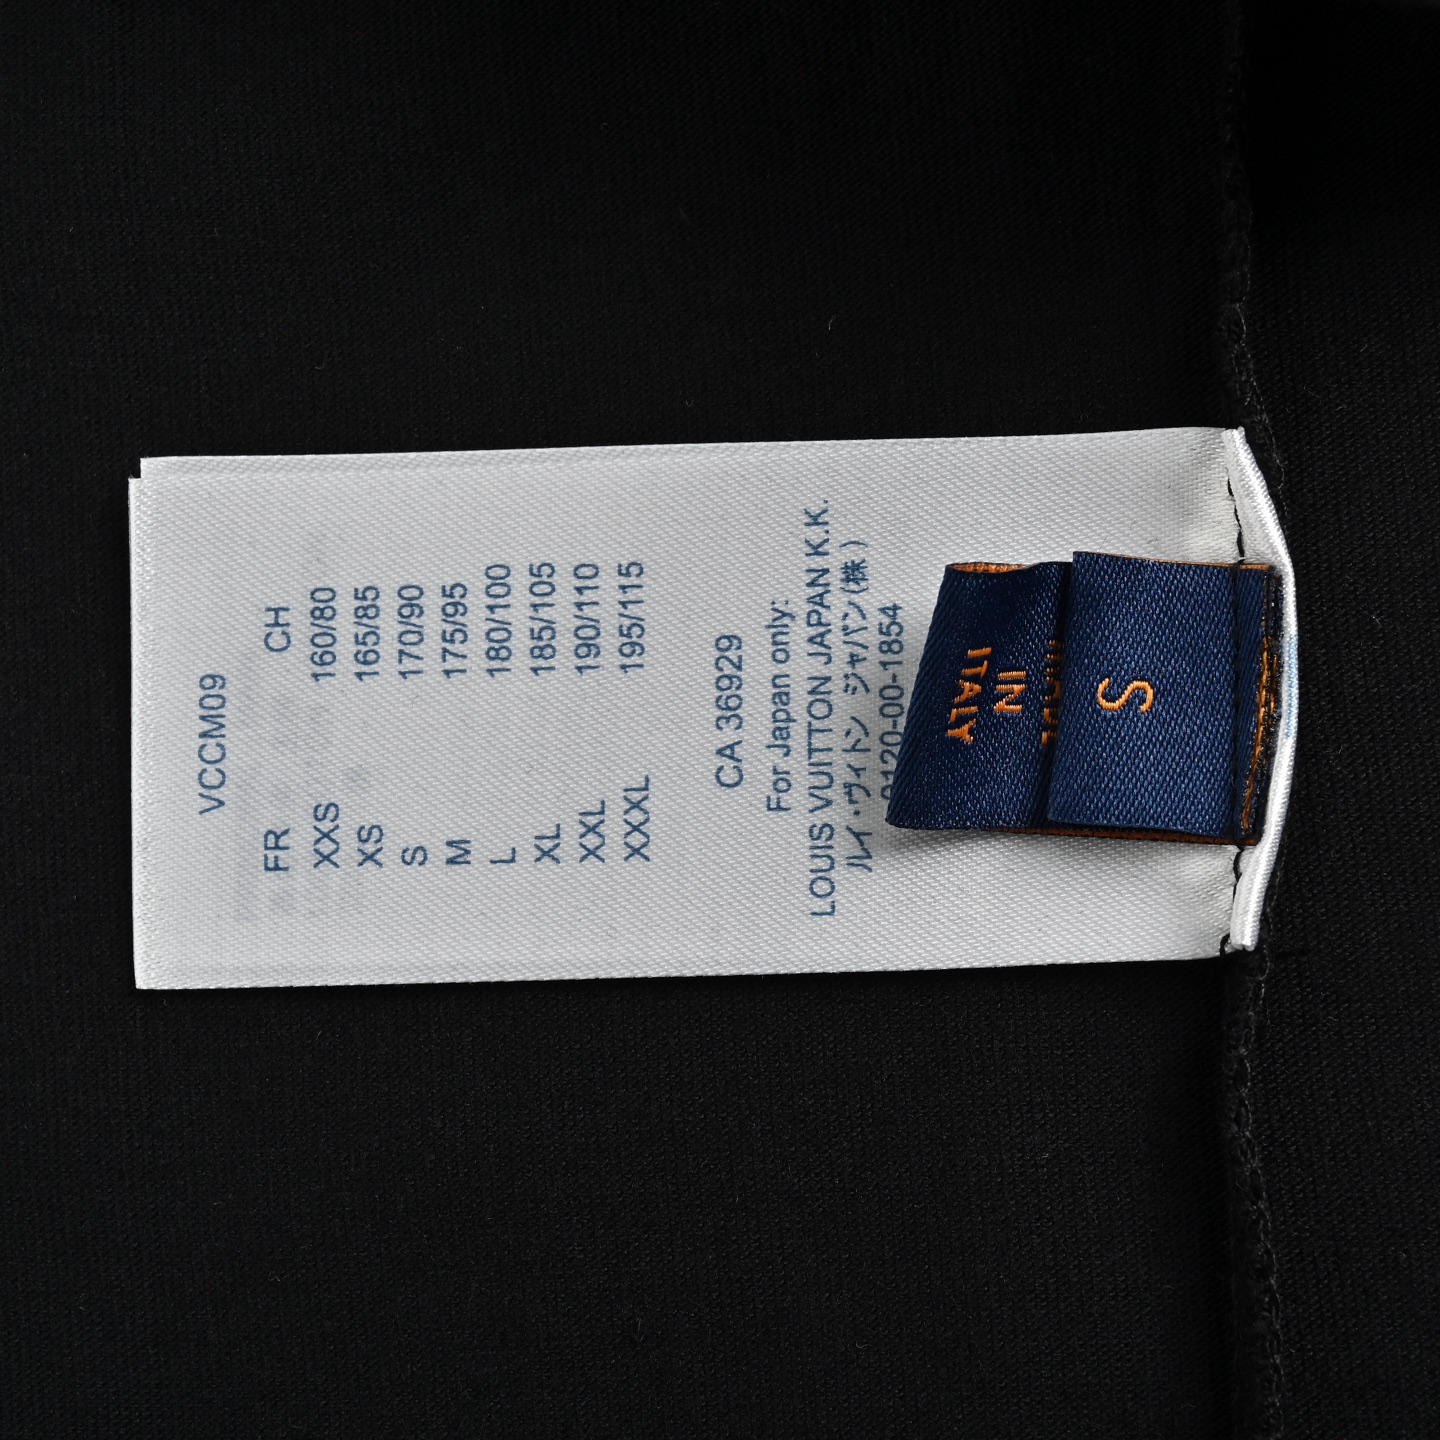 VCCM09
FR CH
XXS 160/80
XS 165/85
S 170/90
M 175/95
L 180/100
XL 185/105
XXL 190/110
XXXL 195/115
CA 36929
For Japan only:
LOUIS VUITTON JAPAN K.K.
ルイ・ヴィトン ジャパン(株)
0120-00-1854
S
IN
ITALY